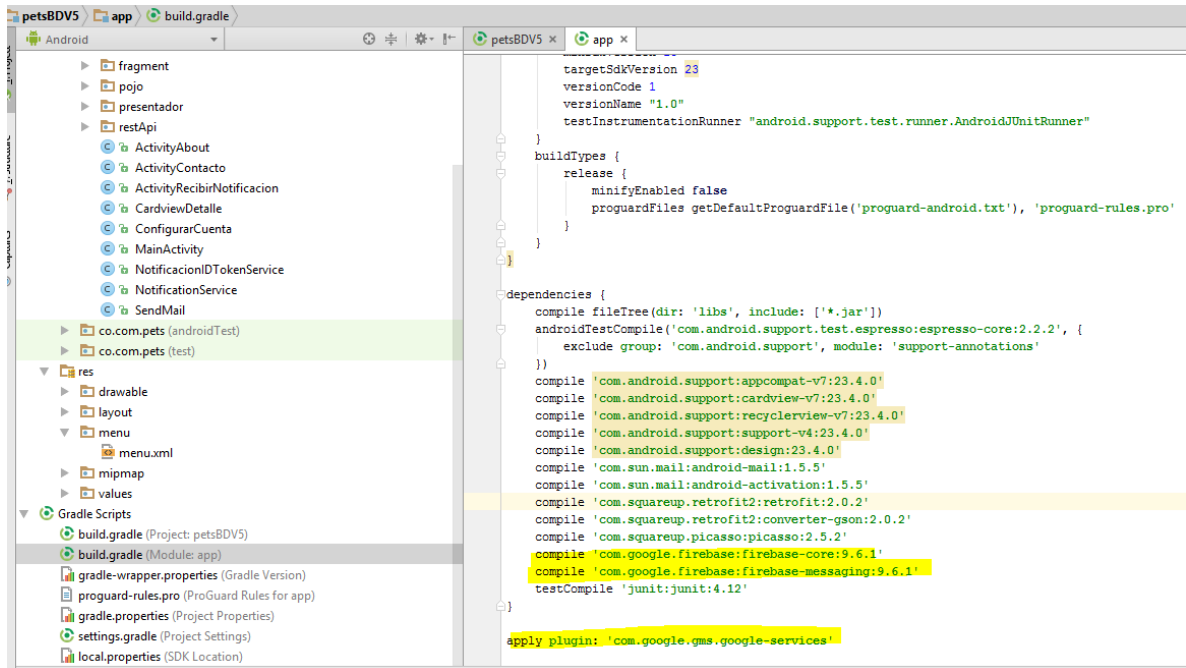 petsBDV5 app build.gradle
Android
petsBDV5 app
fragment
pojo
presentador
restApi
ActivityAbout
ActivityContacto
ActivityRecibirNotificacion
CardviewDetalle
ConfigurarCuenta
MainActivity
NotificacionIDTokenService
NotificationService
SendMail
co.com.pets (androidTest)
co.com.pets (test)
res
drawable
layout
menu
menu.xml
mipmap
values
Gradle Scripts
build.gradle (Project: petsBDV5)
build.gradle (Module: app)
gradle-wrapper.properties (Gradle Version)
proguard-rules.pro (ProGuard Rules for app)
gradle.properties (Project Properties)
settings.gradle (Project Settings)
local.properties (SDK Location)
targetSdkVersion 23
versionCode 1
versionName "1.0"
testInstrumentationRunner "android.support.test.runner.AndroidJUnitRunner"
}
buildTypes {
release {
minifyEnabled false
proguardFiles getDefaultProguardFile('proguard-android.txt'), 'proguard-rules.pro'
}
}
}
dependencies {
compile fileTree(dir: 'libs', include: ['*.jar'])
androidTestCompile('com.android.support.test.espresso:espresso-core:2.2.2', {
exclude group: 'com.android.support', module: 'support-annotations'
})
compile 'com.android.support:appcompat-v7:23.4.0'
compile 'com.android.support:cardview-v7:23.4.0'
compile 'com.android.support:recyclerview-v7:23.4.0'
compile 'com.android.support:support-v4:23.4.0'
compile 'com.android.support:design:23.4.0'
compile 'com.sun.mail:android-mail:1.5.5'
compile 'com.sun.mail:android-activation:1.5.5'
compile 'com.squareup.retrofit2:retrofit:2.0.2'
compile 'com.squareup.retrofit2:converter-gson:2.0.2'
compile 'com.squareup.picasso:picasso:2.5.2'
compile 'com.google.firebase:firebase-core:9.6.1'
compile 'com.google.firebase:firebase-messaging:9.6.1'
testCompile 'junit:junit:4.12'
}
apply plugin: 'com.google.gms.google-services'